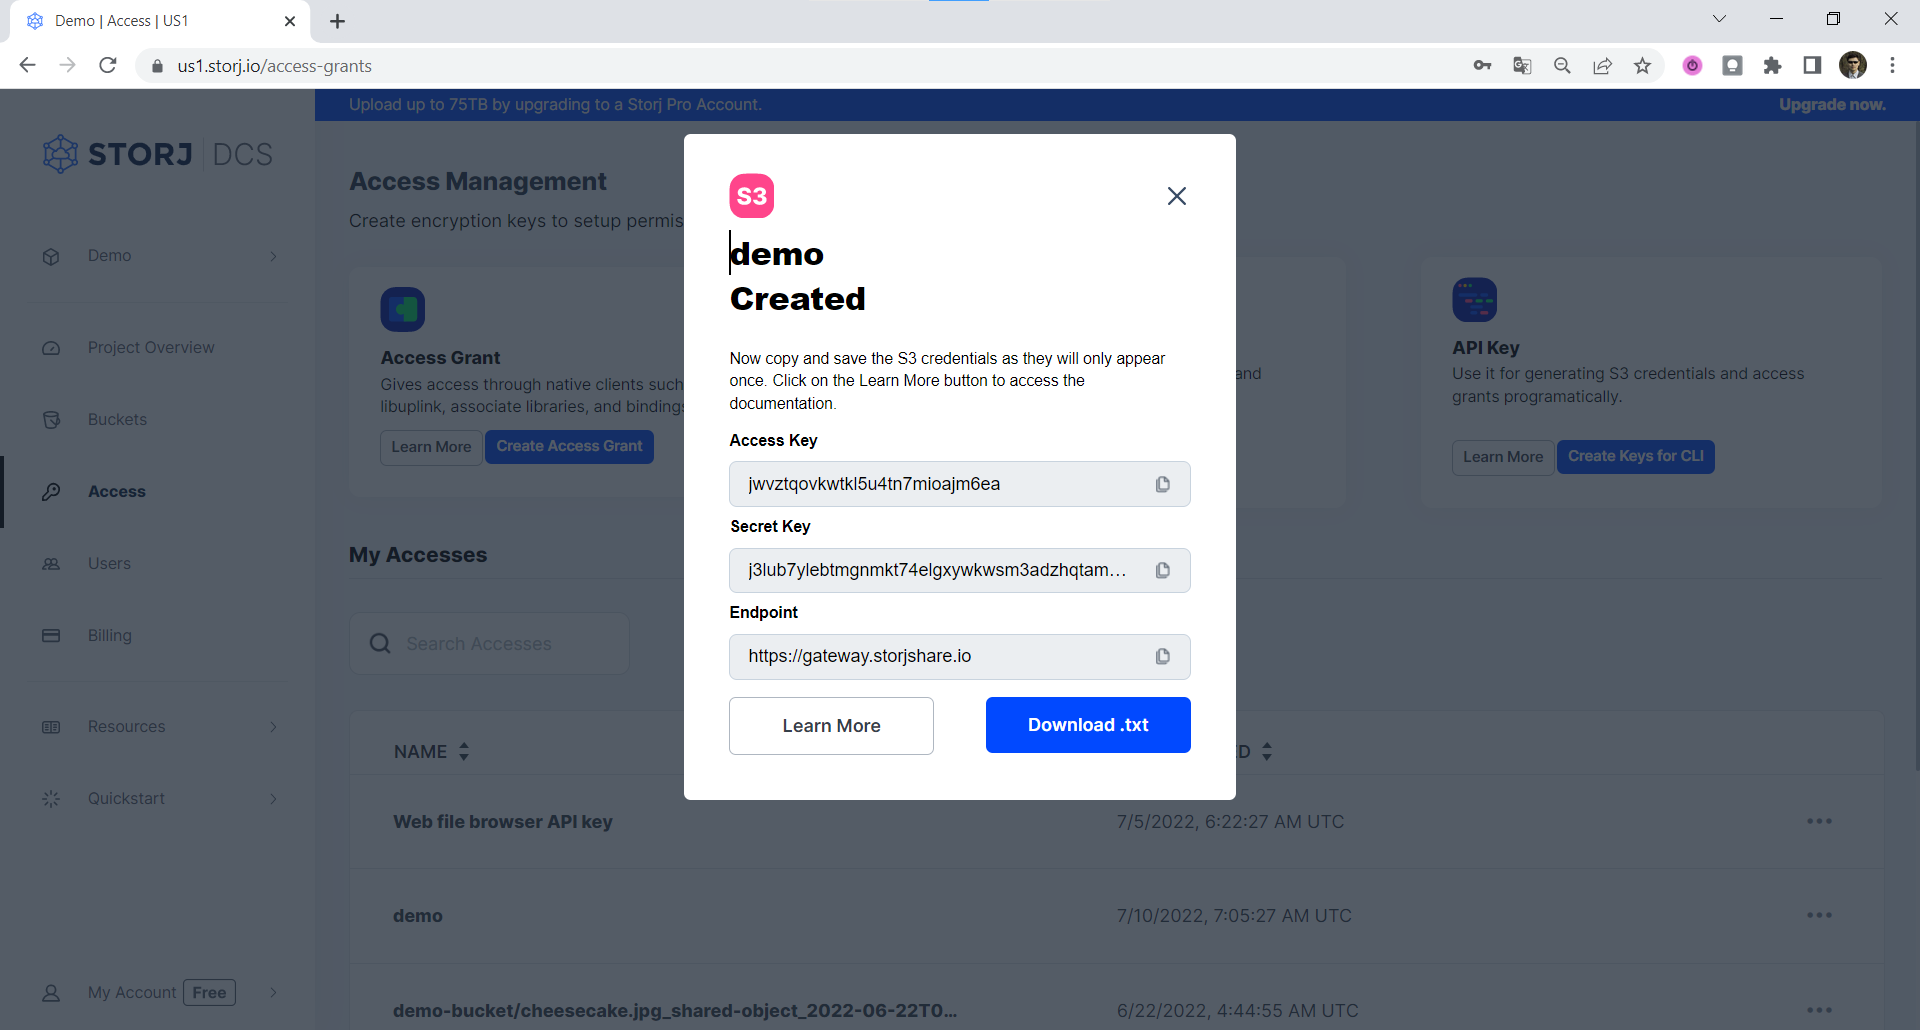 Demo | Access | US1
us1.storj.io/access-grants
Upload up to 75TB by upgrading to a Storj Pro Account.
Upgrade now.
STORJ DCS
Demo
Project Overview
Buckets
Access
Users
Billing
Resources
Quickstart
My Account Free
Access Management
Create encryption keys to setup permis
Access Grant
Gives access through native clients such
libuplink, associate libraries, and bindings
Learn More
Create Access Grant
and
API Key
Use it for generating S3 credentials and access
grants programatically.
Learn More
Create Keys for CLI
S3
demo
Created
Now copy and save the S3 credentials as they will only appear
once. Click on the Learn More button to access the
documentation.
Access Key
jwvztqovkwtkl5u4tn7mioajm6ea
Secret Key
j3lub7ylebtmgnmkt74elgxywkwsm3adzhqtam...
Endpoint
https://gateway.storjshare.io
Learn More
Download .txt
My Accesses
Search Accesses
NAME
ED
Web file browser API key
7/5/2022, 6:22:27 AM UTC
demo
7/10/2022, 7:05:27 AM UTC
demo-bucket/cheesecake.jpg_shared-object_2022-06-22T0...
6/22/2022, 4:44:55 AM UTC